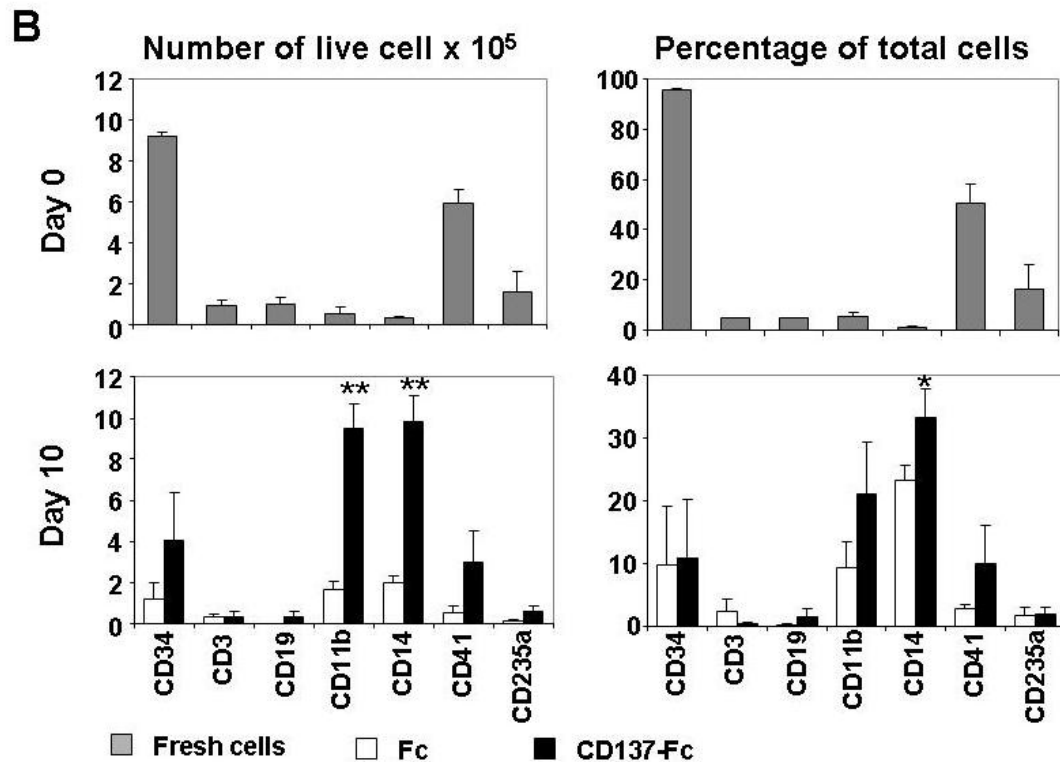 B
Number of live cell x 10⁵
Percentage of total cells
Day 0
12
10
8
6
4
2
0
100
80
60
40
20
0
Day 10
12
10
8
6
4
2
0
** **
40
30
20
10
0
*
CD34
CD3
CD19
CD11b
CD14
CD41
CD235a
CD34
CD3
CD19
CD11b
CD14
CD41
CD235a
Fresh cells Fc CD137-Fc